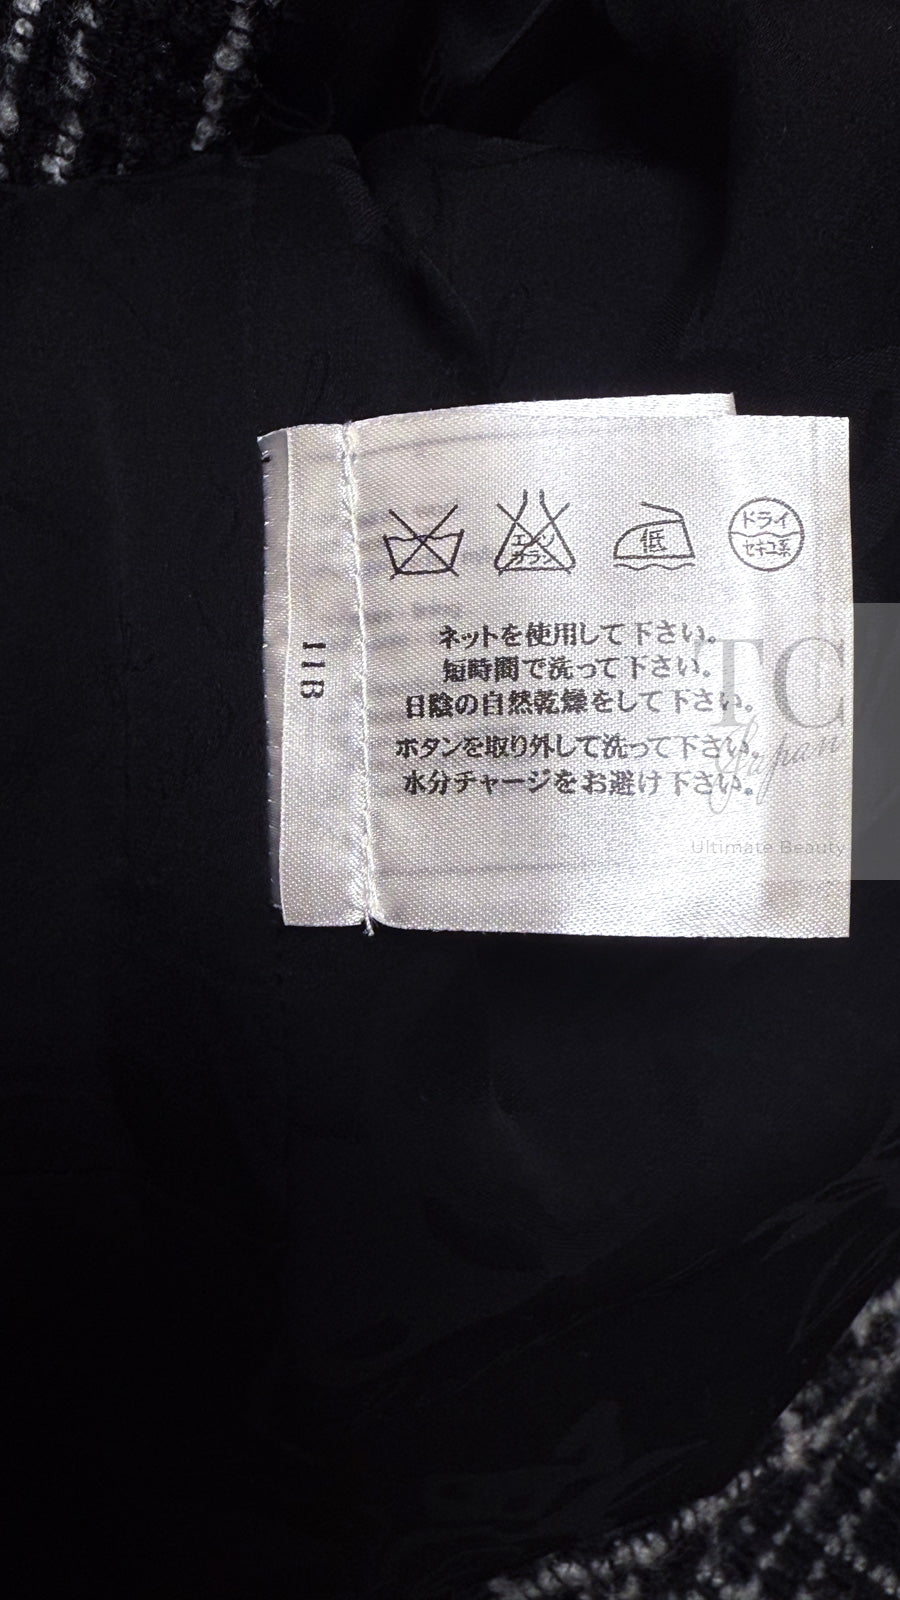 エンソ
サラシ
低
ドライ
セキユ系
ネットを使用して下さい。
短時間で洗って下さい。
日陰の自然乾燥をして下さい。
ボタンを取り外して洗って下さい。
水分チャージをお避け下さい。
11B
TC
Japan
Ultimate Beauty